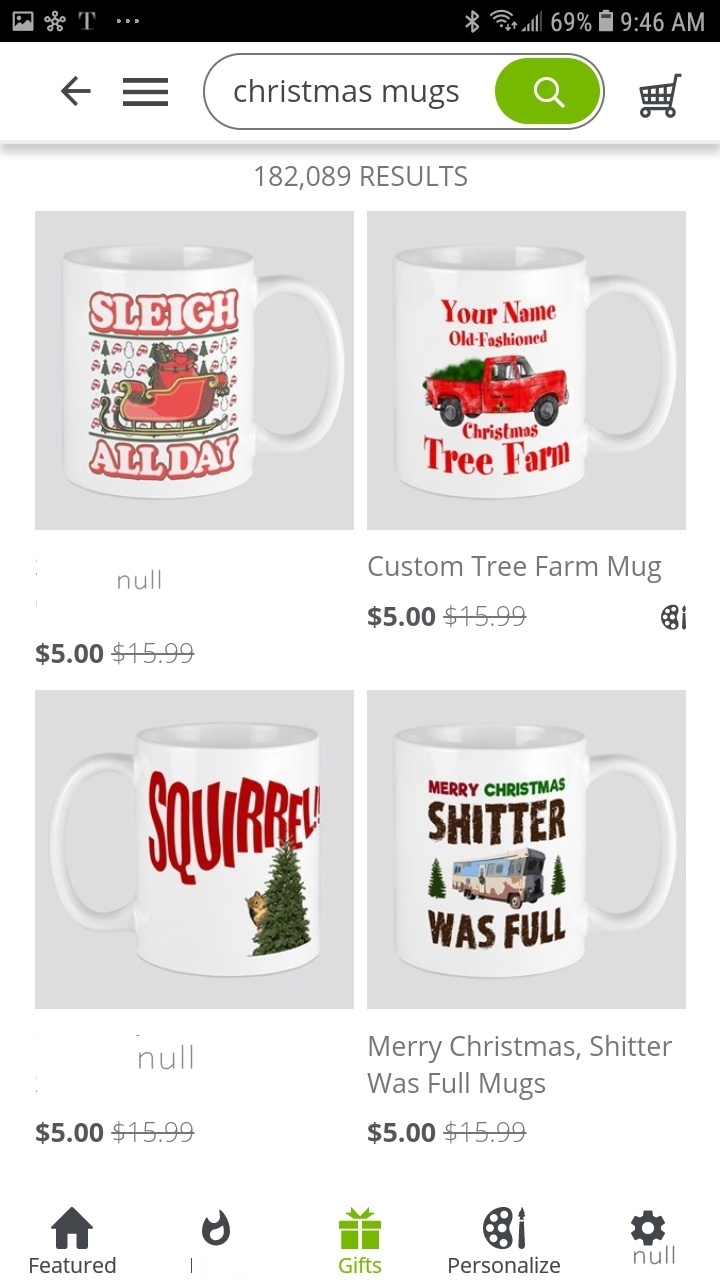 T ... 69% 9:46 AM
christmas mugs
182,089 RESULTS
SLEIGH
ALL DAY
Your Name
Old-Fashioned
Christmas
Tree Farm
null
$5.00 $15.99
Custom Tree Farm Mug
$5.00 $15.99
SQUIRREL!!
MERRY CHRISTMAS
SHITTER
WAS FULL
null
$5.00 $15.99
Merry Christmas, Shitter
Was Full Mugs
$5.00 $15.99
Featured
Gifts
Personalize
null